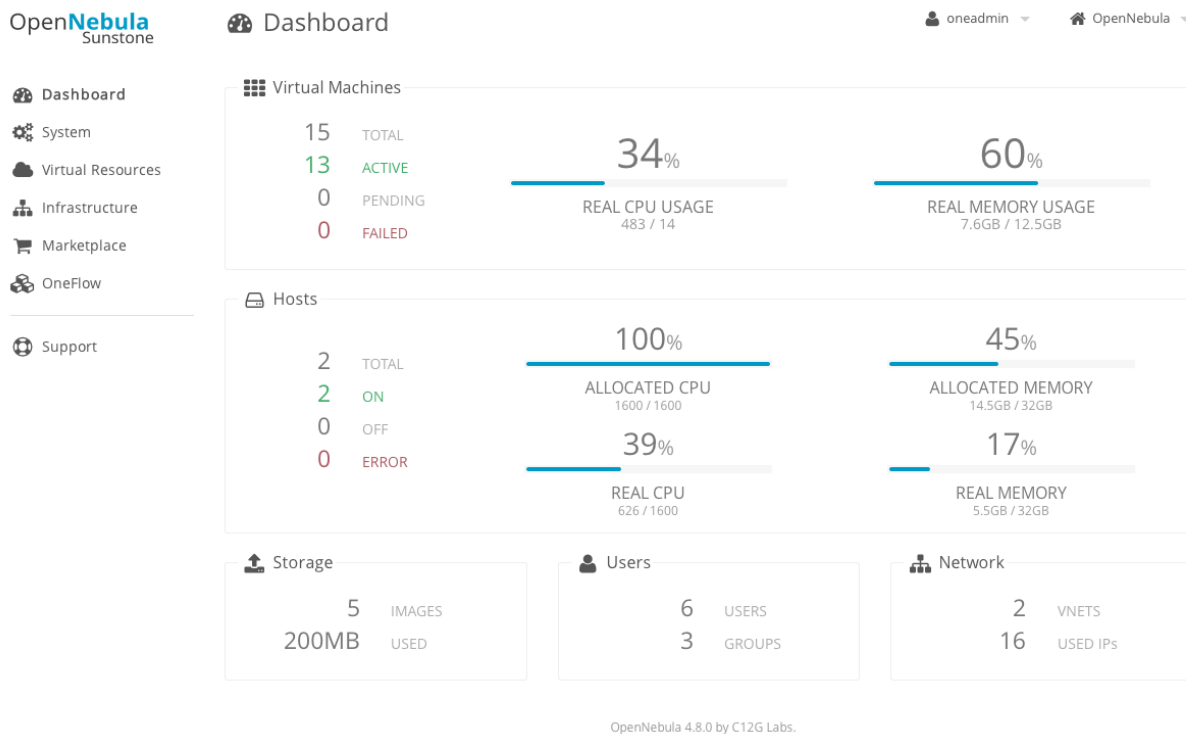 OpenNebula
Sunstone
Dashboard
oneadmin
OpenNebula
Dashboard
System
Virtual Resources
Infrastructure
Marketplace
OneFlow
Support
Virtual Machines
15 TOTAL
13 ACTIVE
0 PENDING
0 FAILED
34%
REAL CPU USAGE
483 / 14
60%
REAL MEMORY USAGE
7.6GB / 12.5GB
Hosts
2 TOTAL
2 ON
0 OFF
0 ERROR
100%
ALLOCATED CPU
1600 / 1600
45%
ALLOCATED MEMORY
14.5GB / 32GB
39%
REAL CPU
626 / 1600
17%
REAL MEMORY
5.5GB / 32GB
Storage
5 IMAGES
200MB USED
Users
6 USERS
3 GROUPS
Network
2 VNETS
16 USED IPs
OpenNebula 4.8.0 by C12G Labs.